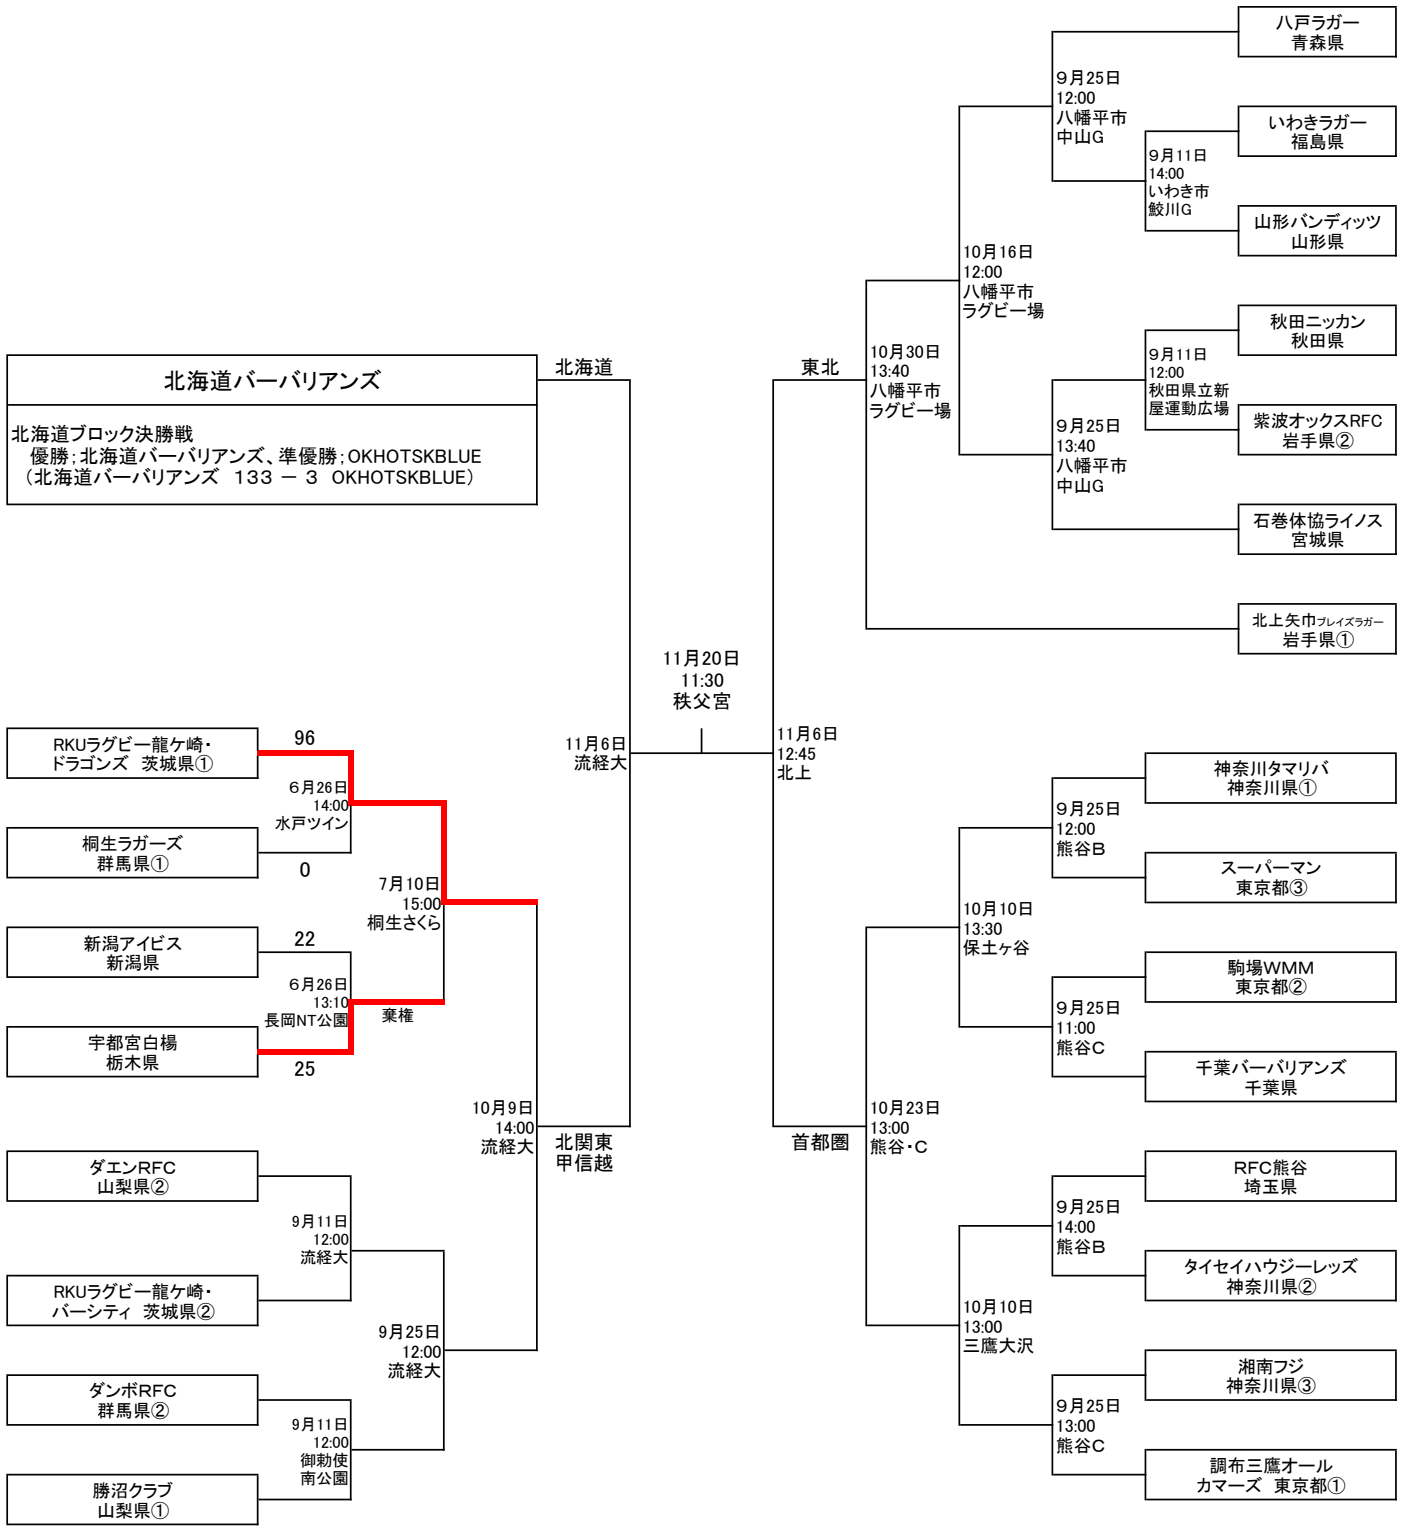 北海道バーバリアンズ
北海道ブロック決勝戦
優勝；北海道バーバリアンズ、準優勝；OKHOTSKBLUE
（北海道バーバリアンズ　１３３ － ３　OKHOTSKBLUE）
北海道
RKUラグビー龍ケ崎・
ドラゴンズ　茨城県①
96
6月26日
14:00
水戸ツイン
桐生ラガーズ
群馬県①
0
7月10日
15:00
桐生さくら
新潟アイビス
新潟県
22
6月26日
13:10
長岡NT公園
棄権
宇都宮白楊
栃木県
25
10月9日
14:00
流経大
北関東
甲信越
ダエンRFC
山梨県②
9月11日
12:00
流経大
RKUラグビー龍ケ崎・
バーシティ　茨城県②
9月25日
12:00
流経大
ダンボRFC
群馬県②
9月11日
12:00
御勅使
南公園
勝沼クラブ
山梨県①
11月6日
流経大
11月20日
11:30
秩父宮
11月6日
12:45
北上
東北
八戸ラガー
青森県
9月25日
12:00
八幡平市
中山G
いわきラガー
福島県
9月11日
14:00
いわき市
鮫川G
山形バンディッツ
山形県
10月16日
12:00
八幡平市
ラグビー場
秋田ニッカン
秋田県
9月11日
12:00
秋田県立新
屋運動広場
10月30日
13:40
八幡平市
ラグビー場
紫波オックスRFC
岩手県②
9月25日
13:40
八幡平市
中山G
石巻体協ライノス
宮城県
北上矢巾ブレイズラガー
岩手県①
神奈川タマリバ
神奈川県①
9月25日
12:00
熊谷B
スーパーマン
東京都③
10月10日
13:30
保土ヶ谷
駒場WMM
東京都②
9月25日
11:00
熊谷C
千葉バーバリアンズ
千葉県
首都圏
10月23日
13:00
熊谷・C
RFC熊谷
埼玉県
9月25日
14:00
熊谷B
タイセイハウジーレッズ
神奈川県②
10月10日
13:00
三鷹大沢
湘南フジ
神奈川県③
9月25日
13:00
熊谷C
調布三鷹オール
カマーズ　東京都①